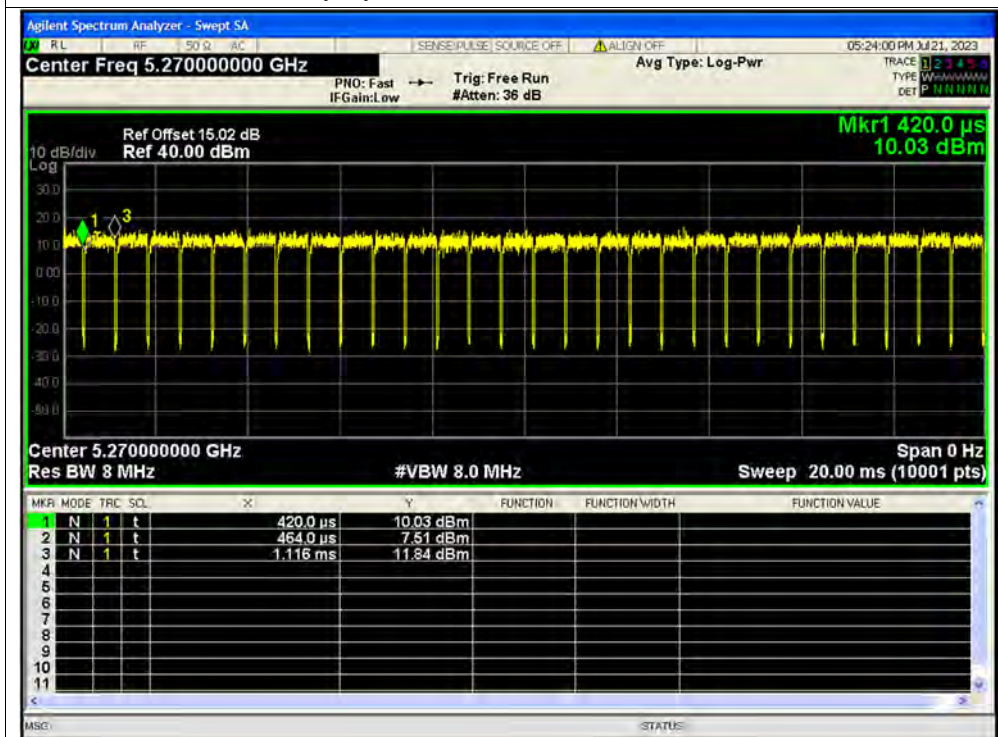 Agilent Spectrum Analyzer - Swept SA
RL RF 50 Ω AC SENSE:PULSE SOURCE OFF ALIGN OFF 05:24:00 PM Jul 21, 2023
Center Freq 5.270000000 GHz
PNO: Fast
IFGain:Low
Trig: Free Run
#Atten: 36 dB
Avg Type: Log-Pwr
TRACE 1 2 3 4 5 6
TYPE W
DET P N N N N N
Ref Offset 15.02 dB
10 dB/div Ref 40.00 dBm
Log
Mkr1 420.0 µs
10.03 dBm
30.0
20.0
10.0
0.00
-10.0
-20.0
-30.0
-40.0
-50.0
1
3
Center 5.270000000 GHz Span 0 Hz
Res BW 8 MHz #VBW 8.0 MHz Sweep 20.00 ms (10001 pts)
MKR MODE TRC SCL X Y FUNCTION FUNCTION WIDTH FUNCTION VALUE
1 N 1 t 420.0 µs 10.03 dBm
2 N 1 t 464.0 µs 7.51 dBm
3 N 1 t 1.116 ms 11.84 dBm
4
5
6
7
8
9
10
11
MSG STATUS